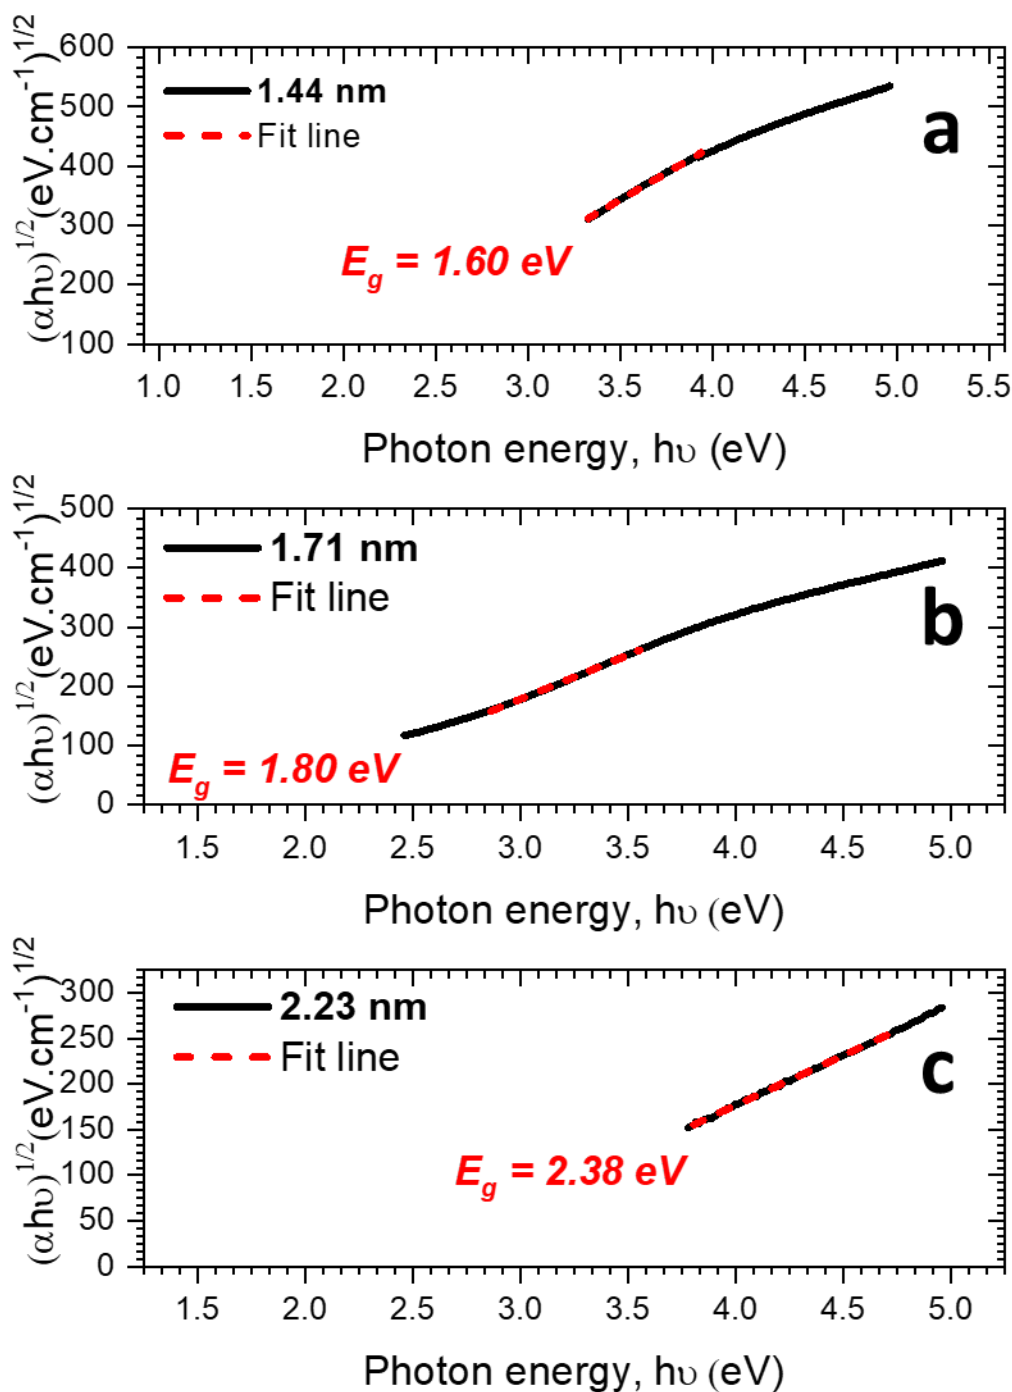 600
500
400
300
200
100
(αhυ)^1/2 (eV.cm^-1)^1/2
1.44 nm
Fit line
a
E_g = 1.60 eV
1.0 1.5 2.0 2.5 3.0 3.5 4.0 4.5 5.0 5.5
Photon energy, hυ (eV)
500
400
300
200
100
0
(αhυ)^1/2 (eV.cm^-1)^1/2
1.71 nm
Fit line
b
E_g = 1.80 eV
1.5 2.0 2.5 3.0 3.5 4.0 4.5 5.0
Photon energy, hυ (eV)
300
250
200
150
100
50
0
(αhυ)^1/2 (eV.cm^-1)^1/2
2.23 nm
Fit line
c
E_g = 2.38 eV
1.5 2.0 2.5 3.0 3.5 4.0 4.5 5.0
Photon energy, hυ (eV)